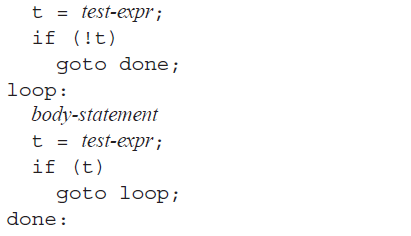 t = test-expr;
if (!t)
goto done;
loop:
body-statement
t = test-expr;
if (t)
goto loop;
done: